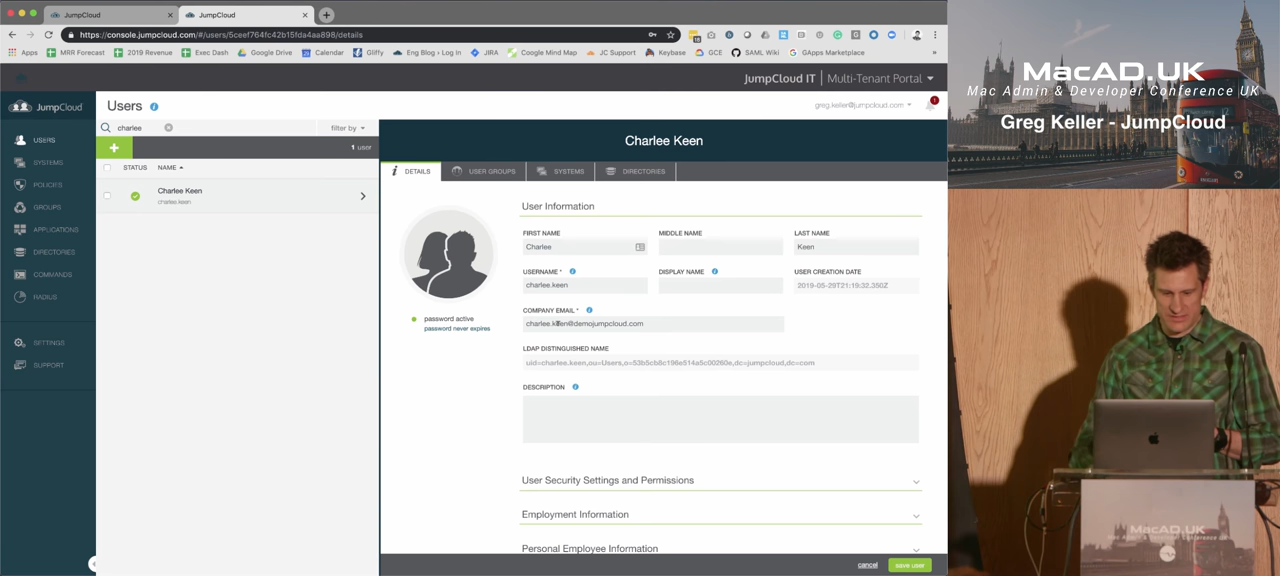 JumpCloud
JumpCloud
https://console.jumpcloud.com/#/users/5ceef764fc42b15fda4aa898/details
Apps
MRR Forecast
2019 Revenue
Exec Dash
Google Drive
Calendar
Gliffy
Eng Blog › Log In
JIRA
Google Mind Map
JC Support
Keybase
GCE
SAML Wiki
GApps Marketplace
JumpCloud IT | Multi-Tenant Portal
JumpCloud
Users
greg.keller@jumpcloud.com
USERS
SYSTEMS
POLICIES
GROUPS
APPLICATIONS
DIRECTORIES
COMMANDS
RADIUS
SETTINGS
SUPPORT
charlee
filter by
1 user
STATUS NAME
Charlee Keen
charlee.keen
Charlee Keen
DETAILS
USER GROUPS
SYSTEMS
DIRECTORIES
password active
password never expires
User Information
FIRST NAME
MIDDLE NAME
LAST NAME
Charlee
Keen
USERNAME *
DISPLAY NAME
USER CREATION DATE
charlee.keen
2019-05-29T21:19:32.350Z
COMPANY EMAIL *
charlee.keen@demojumpcloud.com
LDAP DISTINGUISHED NAME
uid=charlee.keen,ou=Users,o=53b5cb8c196e514a5c00260e,dc=jumpcloud,dc=com
DESCRIPTION
User Security Settings and Permissions
Employment Information
Personal Employee Information
cancel
save user
MacAD.UK
Mac Admin & Developer Conference UK
Greg Keller - JumpCloud
MacAD.UK
Mac Admin & Developer Conference UK